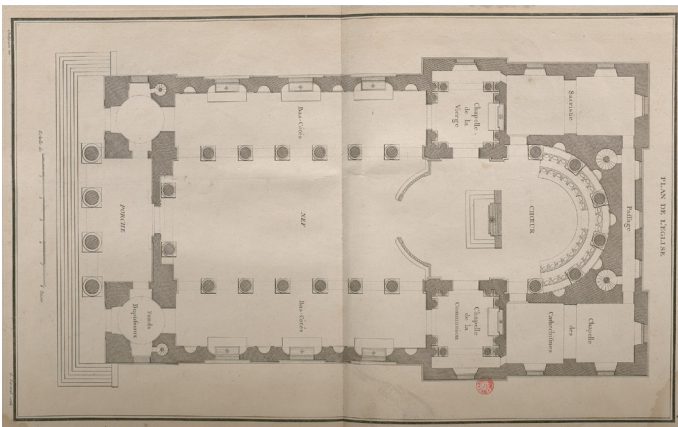 PLAN DE L'EGLISE
Passage
Sacristie
Chapelle
des
Catéchismes
CHŒUR
Chapelle
de la
Vierge
Chapelle
de la
Communion
Bas-Côtés
NEF
Bas-Côtés
PORCHE
Fonds
Baptismaux